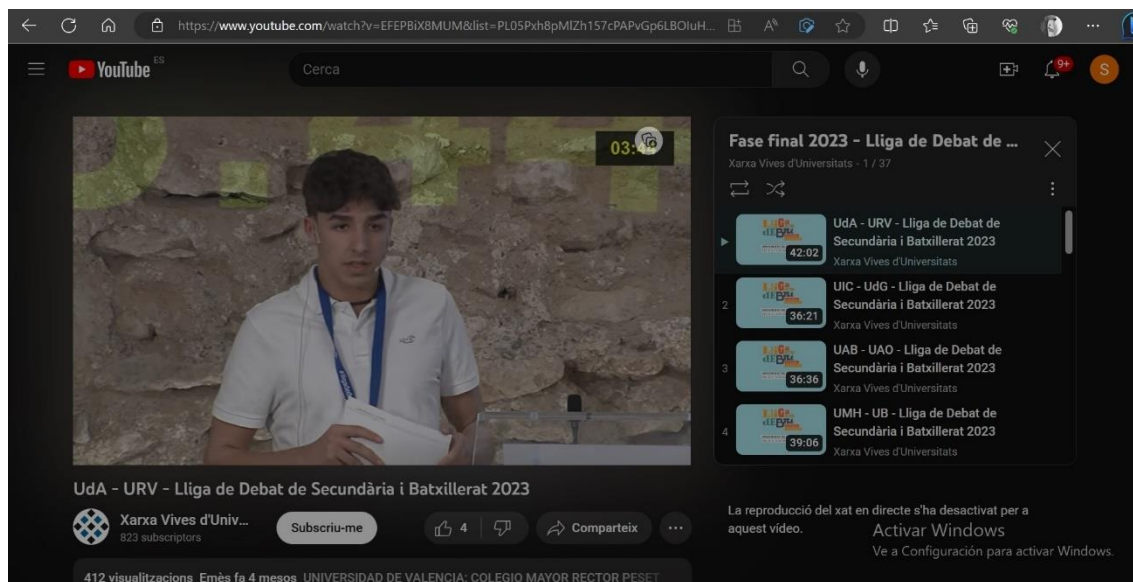 https://www.youtube.com/watch?v=EFEPBiX8MUM&list=PL05Pxh8pMlZh157cPAPvGp6LBOIuH...
YouTube ES
Cerca
9+
S
03:44
Fase final 2023 - Lliga de Debat de ...
Xarxa Vives d'Universitats - 1 / 37
UdA - URV - Lliga de Debat de
Secundària i Batxillerat 2023
Xarxa Vives d'Universitats
42:02
2
UIC - UdG - Lliga de Debat de
Secundària i Batxillerat 2023
Xarxa Vives d'Universitats
36:21
3
UAB - UAO - Lliga de Debat de
Secundària i Batxillerat 2023
Xarxa Vives d'Universitats
36:36
4
UMH - UB - Lliga de Debat de
Secundària i Batxillerat 2023
Xarxa Vives d'Universitats
39:06
UdA - URV - Lliga de Debat de Secundària i Batxillerat 2023
Xarxa Vives d'Univ...
823 subscriptors
Subscriu-me
4
Comparteix
La reproducció del xat en directe s'ha desactivat per a
aquest vídeo.
Activar Windows
Ve a Configuración para activar Windows.
412 visualitzacions Emès fa 4 mesos UNIVERSIDAD DE VALENCIA: COLEGIO MAYOR RECTOR PESET